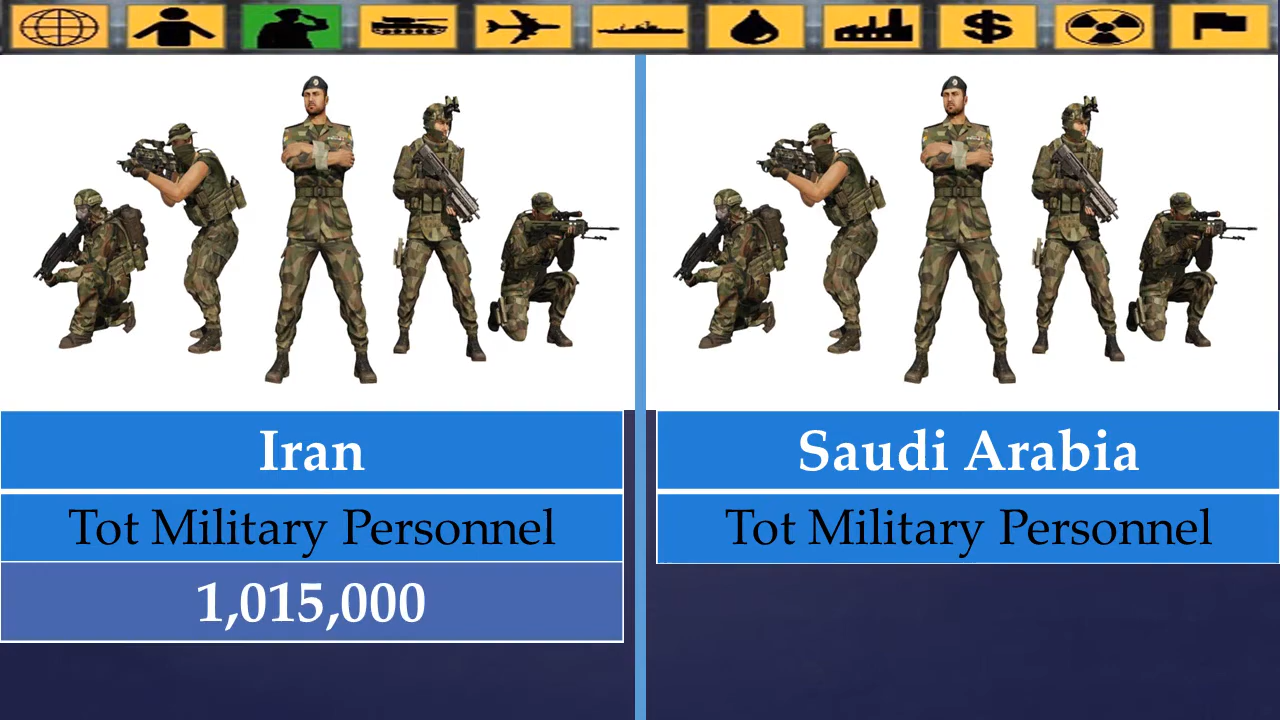 Iran
Tot Military Personnel
1,015,000
Saudi Arabia
Tot Military Personnel